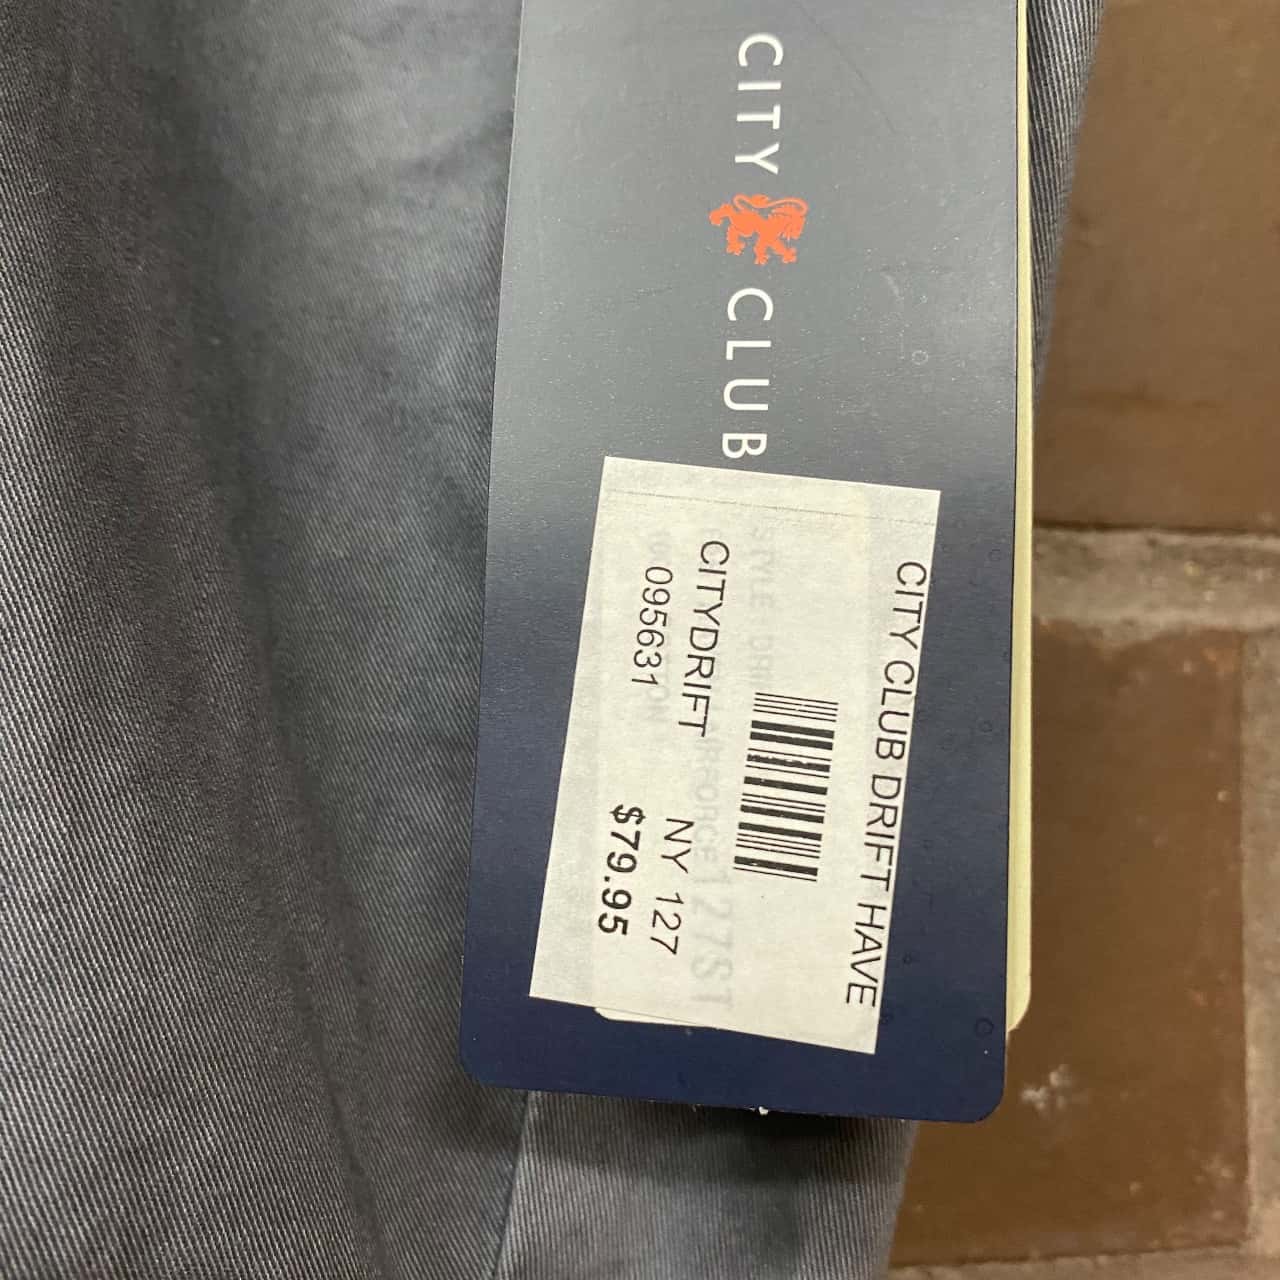 CITY CLUB
CITY CLUB DRIFT HAVE
CITYDRIFT NY 127
095631 $79.95